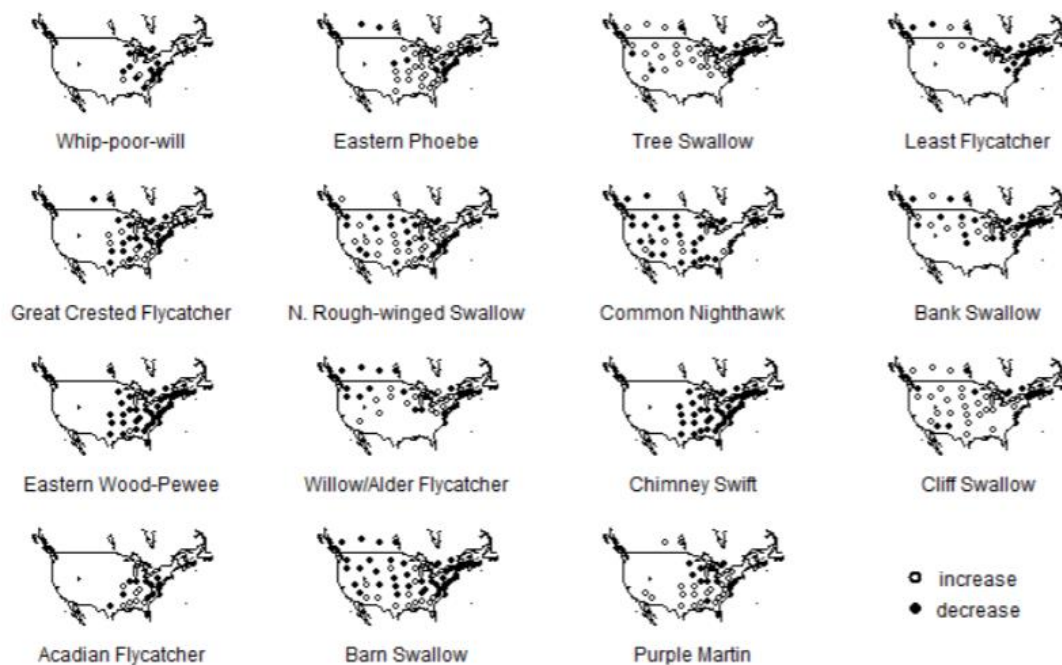 Whip-poor-will
Eastern Phoebe
Tree Swallow
Least Flycatcher
Great Crested Flycatcher
N. Rough-winged Swallow
Common Nighthawk
Bank Swallow
Eastern Wood-Pewee
Willow/Alder Flycatcher
Chimney Swift
Cliff Swallow
Acadian Flycatcher
Barn Swallow
Purple Martin
increase
decrease